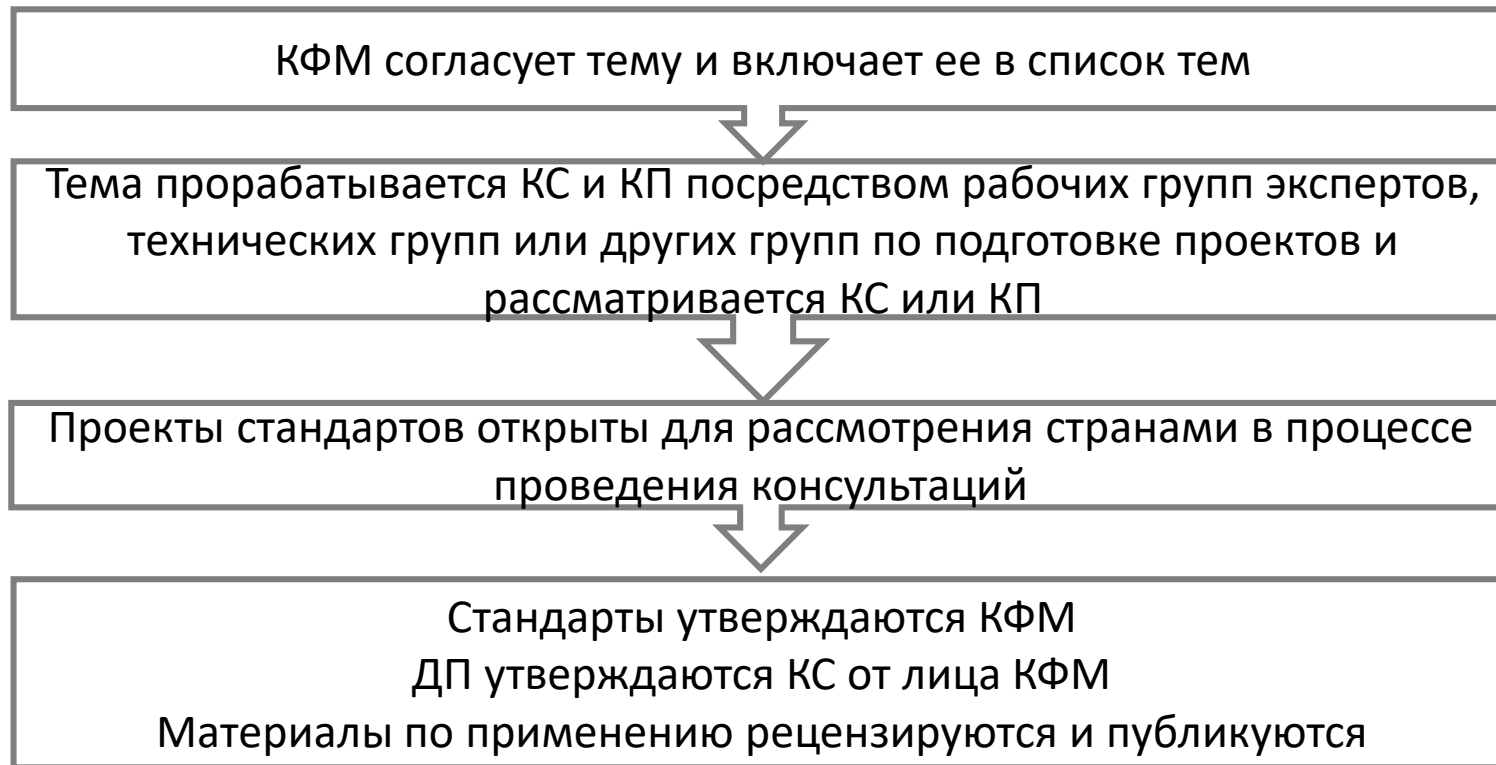 КФМ согласует тему и включает ее в список тем
Тема прорабатывается КС и КП посредством рабочих групп экспертов,
технических групп или других групп по подготовке проектов и
рассматривается КС или КП
Проекты стандартов открыты для рассмотрения странами в процессе
проведения консультаций
Стандарты утверждаются КФМ
ДП утверждаются КС от лица КФМ
Материалы по применению рецензируются и публикуются